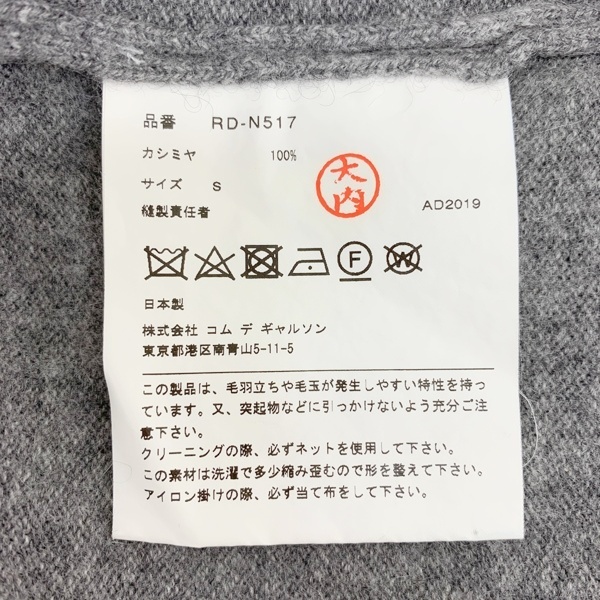 品番 RD-N517
カシミヤ 100%
サイズ S
縫製責任者
大内
AD2019
F
W
日本製
株式会社 コム デ ギャルソン
東京都港区南青山5-11-5
この製品は、毛羽立ちや毛玉が発生しやすい特性を持っ
ています。又、突起物などに引っかけないよう充分ご注
意下さい。
クリーニングの際、必ずネットを使用して下さい。
この素材は洗濯で多少縮み歪むので形を整えて下さい。
アイロン掛けの際、必ず当て布をして下さい。